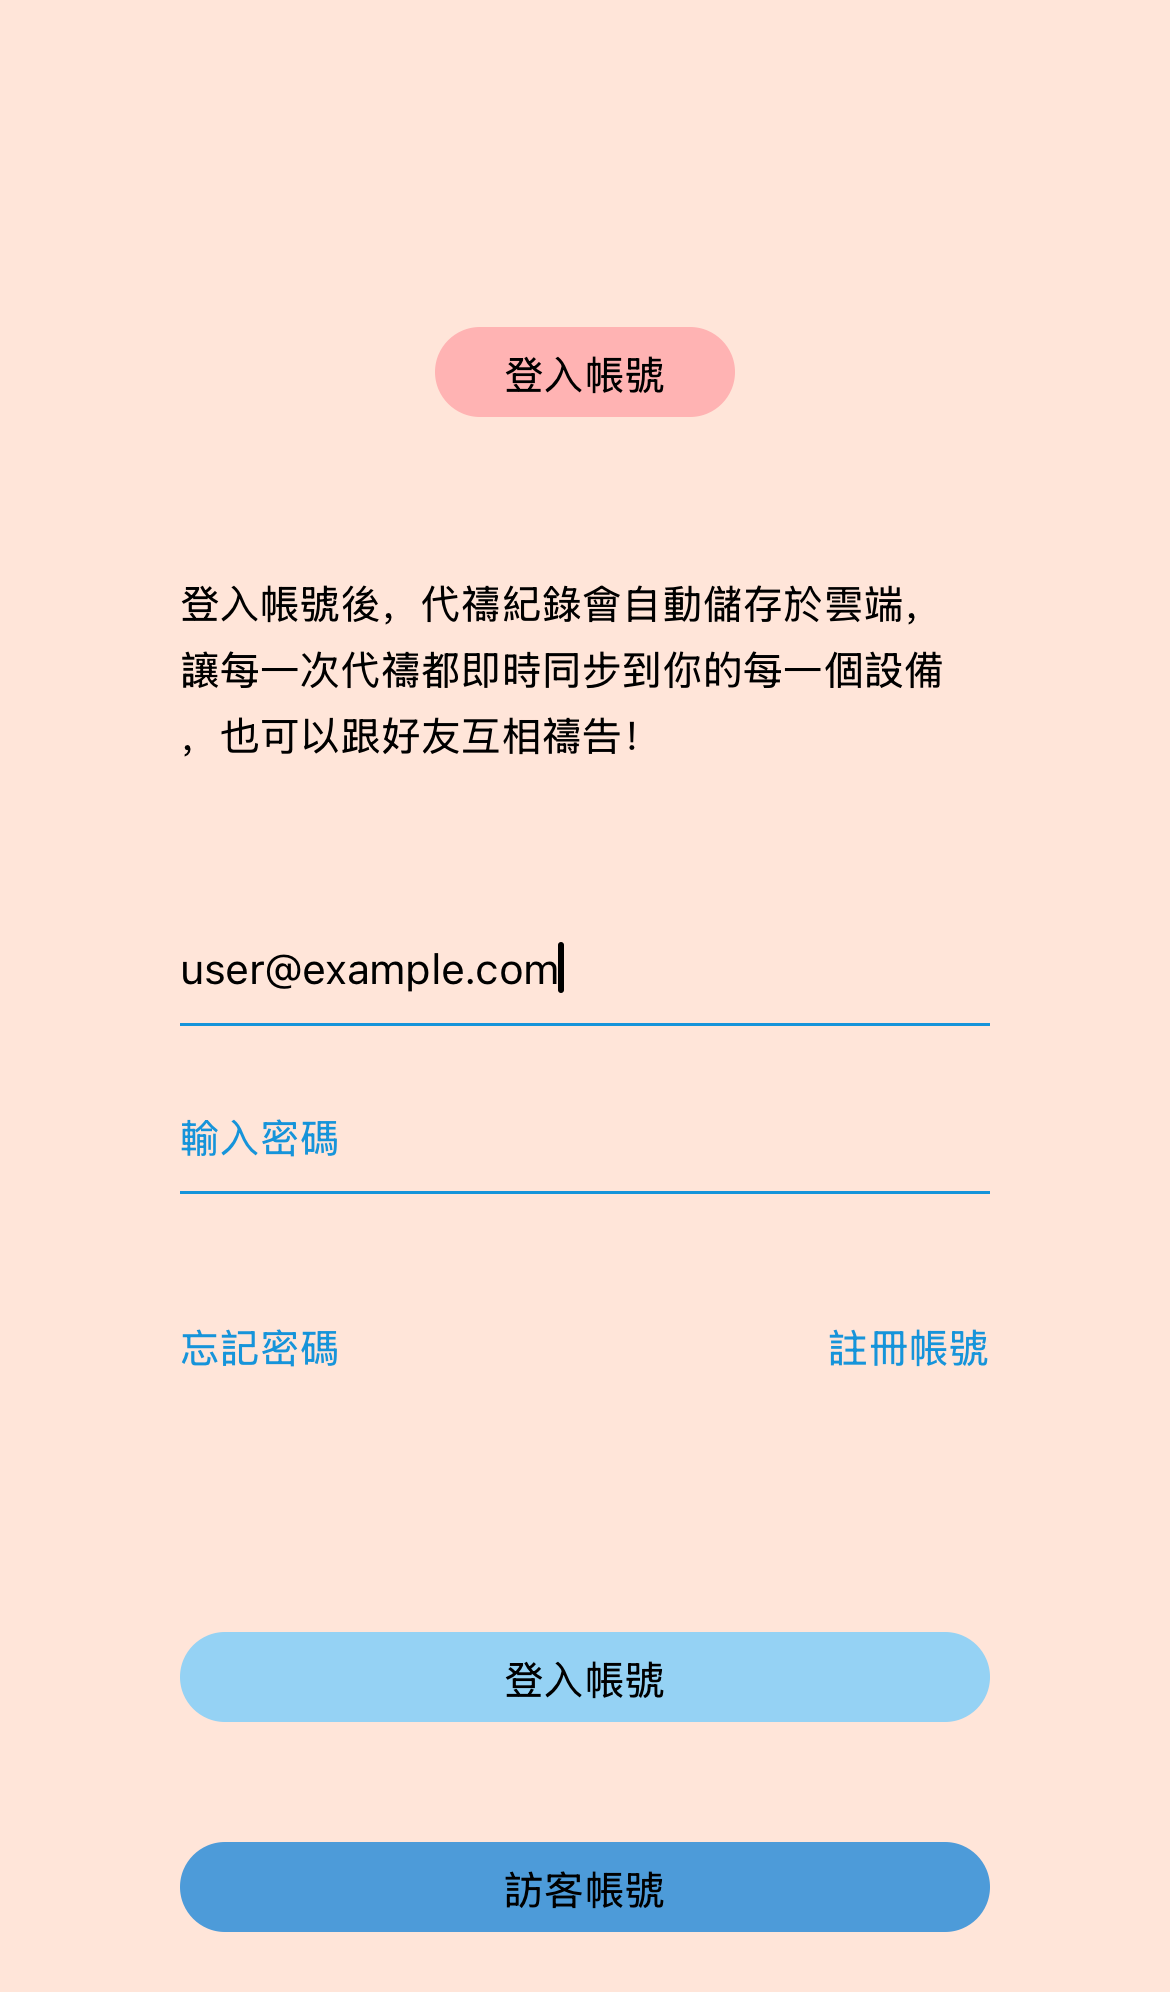 登入帳號
登入帳號後，代禱紀錄會自動儲存於雲端，
讓每一次代禱都即時同步到你的每一個設備
，也可以跟好友互相禱告！
user@example.com
輸入密碼
忘記密碼
註冊帳號
登入帳號
訪客帳號